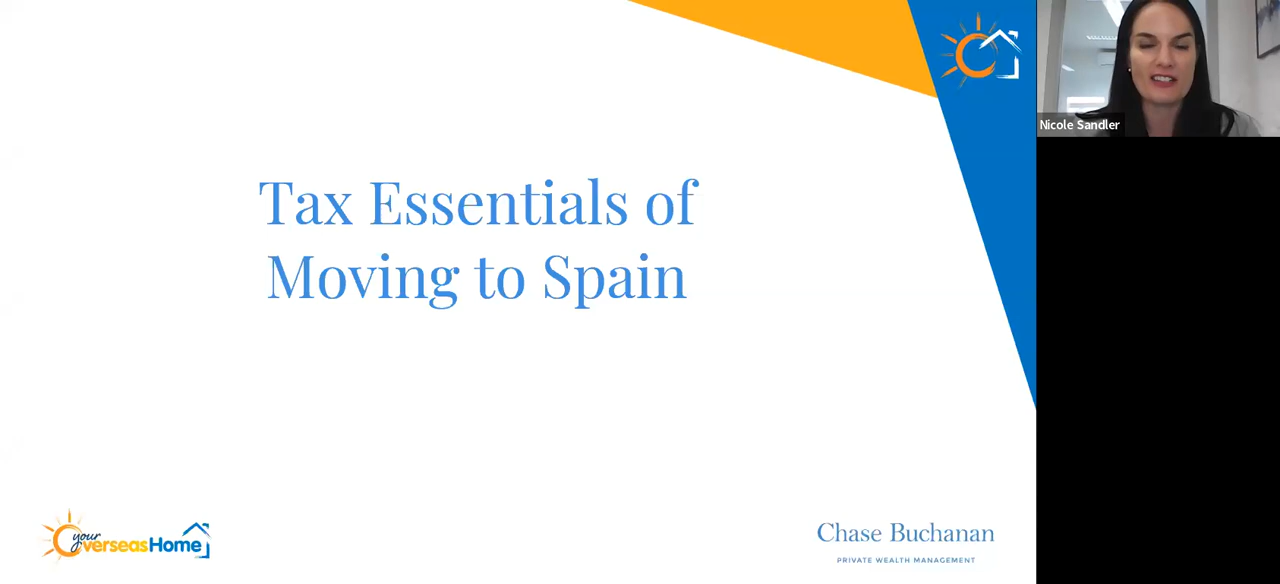 Tax Essentials of
Moving to Spain
Nicole Sandler
your
OverseasHome
Chase Buchanan
PRIVATE WEALTH MANAGEMENT